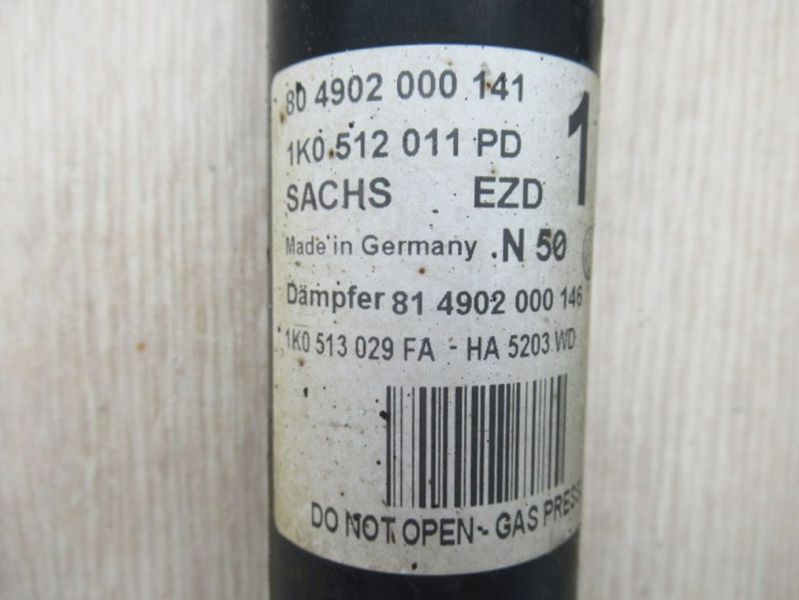 80 4902 000 141
1K0 512 011 PD 1
SACHS EZD
Made in Germany .N 50
Dämpfer 81 4902 000 146
1K0 513 029 FA - HA 5203 WD
DO NOT OPEN - GAS PRESS